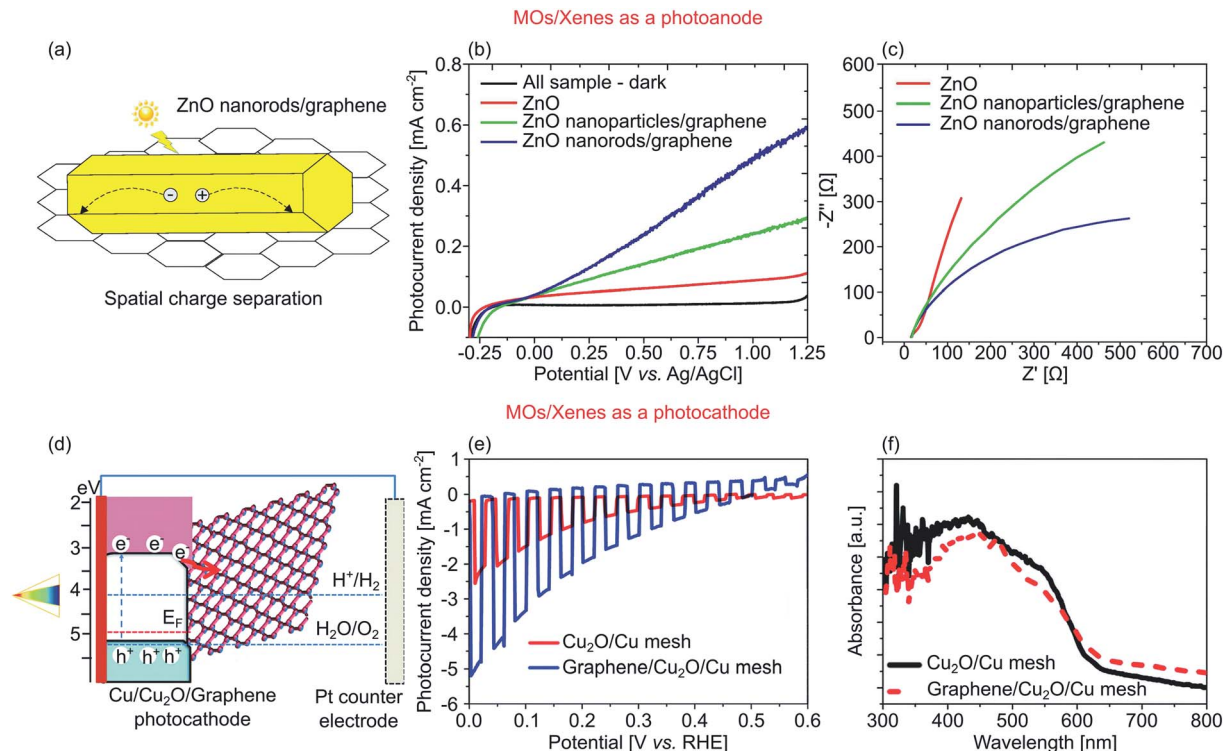 MOs/Xenes as a photoanode
(a)
ZnO nanorods/graphene
-
+
Spatial charge separation
(b)
Photocurrent density [mA cm⁻²]
0.8
0.6
0.4
0.2
0.0
All sample - dark
ZnO
ZnO nanoparticles/graphene
ZnO nanorods/graphene
-0.25 0.00 0.25 0.50 0.75 1.00 1.25
Potential [V vs. Ag/AgCl]
(c)
-Z'' [Ω]
600
500
400
300
200
100
0
ZnO
ZnO nanoparticles/graphene
ZnO nanorods/graphene
0 100 200 300 400 500 600 700
Z' [Ω]
MOs/Xenes as a photocathode
(d)
eV
2
3
4
5
e⁻ e⁻ e⁻
E_F
h⁺ h⁺ h⁺
H⁺/H₂
H₂O/O₂
Cu/Cu₂O/Graphene
photocathode
Pt counter
electrode
(e)
Photocurrent density [mA cm⁻²]
1
0
-1
-2
-3
-4
-5
-6
Cu₂O/Cu mesh
Graphene/Cu₂O/Cu mesh
0.0 0.1 0.2 0.3 0.4 0.5 0.6
Potential [V vs. RHE]
(f)
Absorbance [a.u.]
Cu₂O/Cu mesh
Graphene/Cu₂O/Cu mesh
300 400 500 600 700 800
Wavelength [nm]